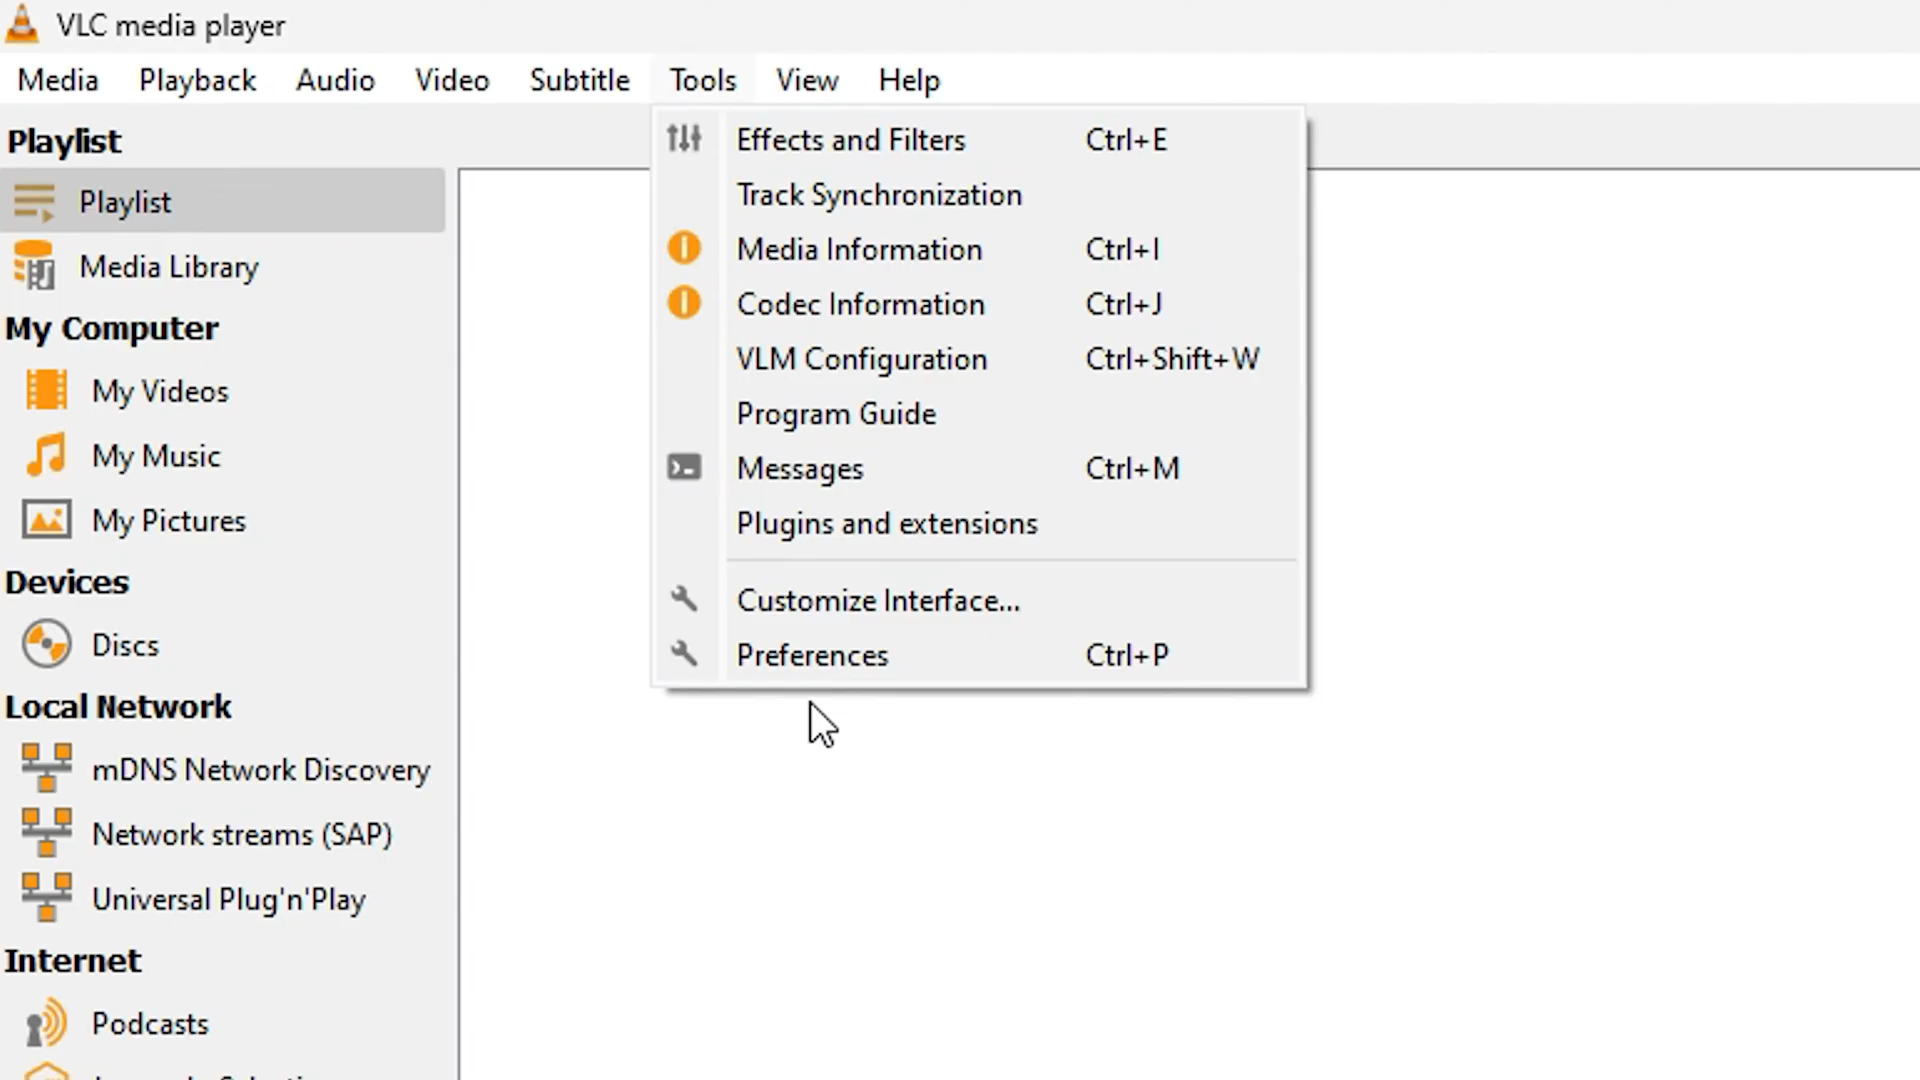 VLC media player
Media Playback Audio Video Subtitle Tools View Help
Playlist
Playlist
Media Library
My Computer
My Videos
My Music
My Pictures
Devices
Discs
Local Network
mDNS Network Discovery
Network streams (SAP)
Universal Plug'n'Play
Internet
Podcasts
Effects and Filters Ctrl+E
Track Synchronization
Media Information Ctrl+I
Codec Information Ctrl+J
VLM Configuration Ctrl+Shift+W
Program Guide
Messages Ctrl+M
Plugins and extensions
Customize Interface...
Preferences Ctrl+P